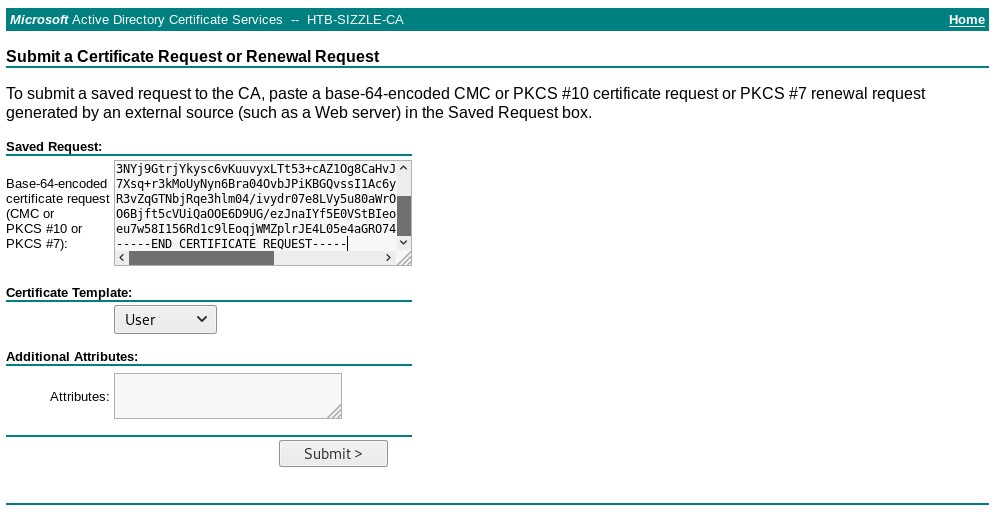 Microsoft Active Directory Certificate Services -- HTB-SIZZLE-CA Home
Submit a Certificate Request or Renewal Request
To submit a saved request to the CA, paste a base-64-encoded CMC or PKCS #10 certificate request or PKCS #7 renewal request
generated by an external source (such as a Web server) in the Saved Request box.
Saved Request:
Base-64-encoded
certificate request
(CMC or
PKCS #10 or
PKCS #7):
3NYj9GtrjYkysc6vKuuvyxLTt53+cAZ1Og8CaHvJ
7Xsq+r3kMoUyNyn6Bra04OvbJPiKBGQvssI1Ac6y
R3vZqGTNbjRqe3hlm04/ivydr07e8LVy5u80aWrO
O6Bjft5cVUiQaOOE6D9UG/ezJnaIYf5E0VStBIeo
eu7w58I156Rd1c9lEoqjWMZplrJE4L05e4aGRO74
-----END CERTIFICATE REQUEST-----
Certificate Template:
User
Additional Attributes:
Attributes:
Submit >